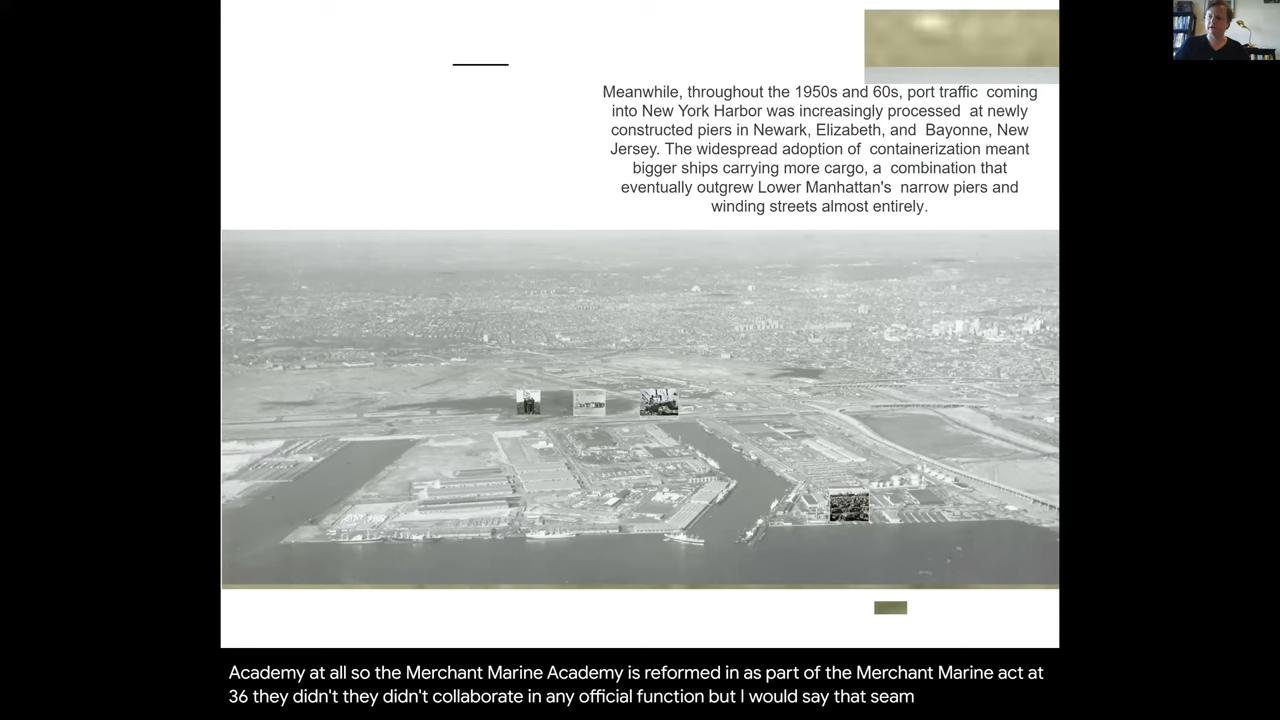 Meanwhile, throughout the 1950s and 60s, port traffic coming
into New York Harbor was increasingly processed at newly
constructed piers in Newark, Elizabeth, and Bayonne, New
Jersey. The widespread adoption of containerization meant
bigger ships carrying more cargo, a combination that
eventually outgrew Lower Manhattan's narrow piers and
winding streets almost entirely.
Academy at all so the Merchant Marine Academy is reformed in as part of the Merchant Marine act at
36 they didn't they didn't collaborate in any official function but I would say that seam